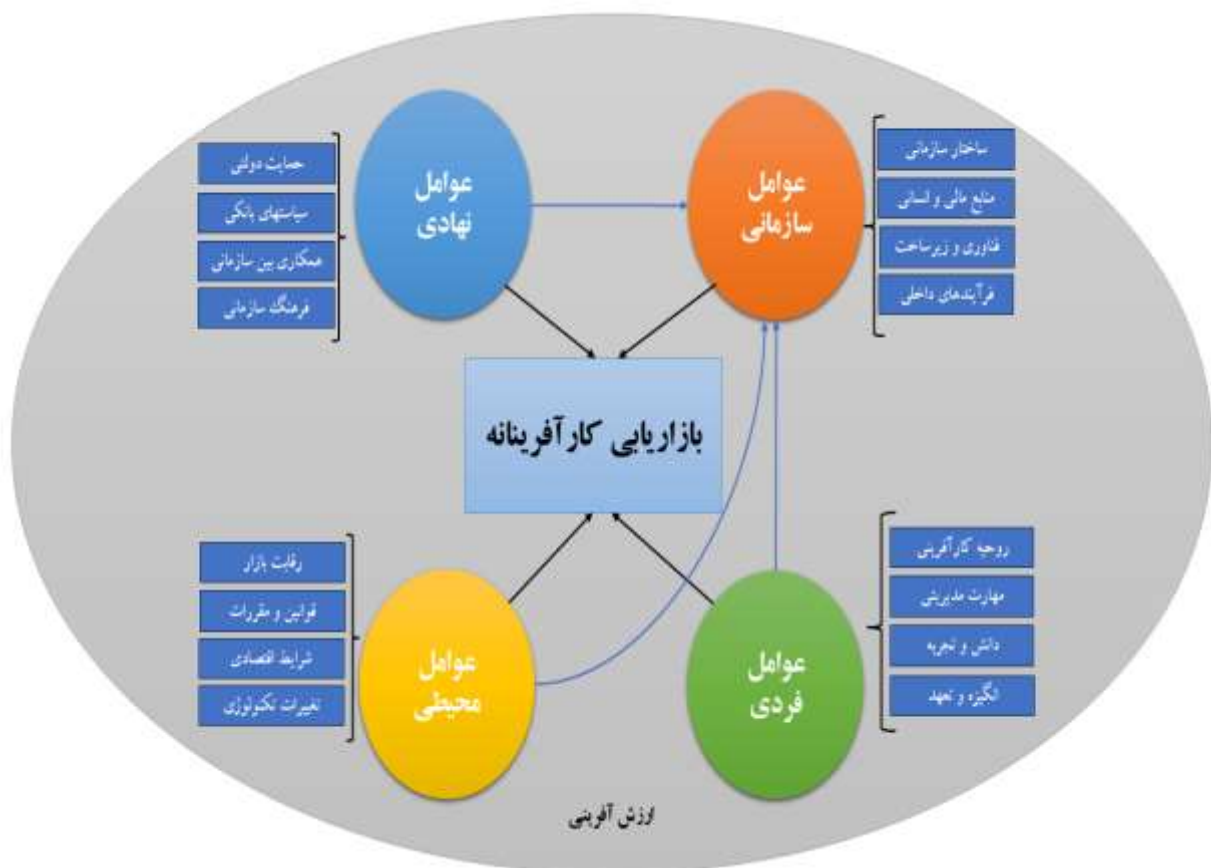 عوامل
سازمانی
ساختار سازمانی
منابع مالی و انسانی
فناوری و زیرساخت
فرآیندهای داخلی
عوامل
نهادی
حمایت دولتی
سیاستهای بانکی
همکاری بین سازمانی
فرهنگ سازمانی
بازاریابی کارآفرینانه
عوامل
فردی
روحیه کارآفرینی
مهارت مدیریتی
دانش و تجربه
انگیزه و تعهد
عوامل
محیطی
رقابت بازار
قوانین و مقررات
شرایط اقتصادی
تغییرات تکنولوژی
ارزش آفرینی